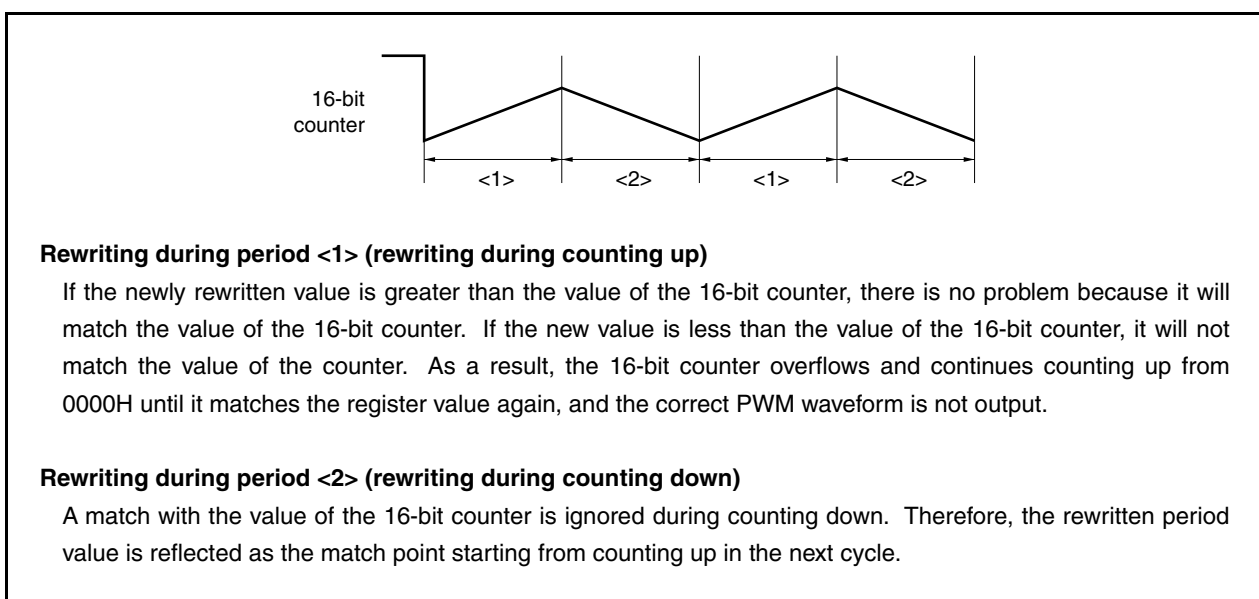 16-bit
counter
<1> <2> <1> <2>
Rewriting during period <1> (rewriting during counting up)
If the newly rewritten value is greater than the value of the 16-bit counter, there is no problem because it will
match the value of the 16-bit counter. If the new value is less than the value of the 16-bit counter, it will not
match the value of the counter. As a result, the 16-bit counter overflows and continues counting up from
0000H until it matches the register value again, and the correct PWM waveform is not output.
Rewriting during period <2> (rewriting during counting down)
A match with the value of the 16-bit counter is ignored during counting down. Therefore, the rewritten period
value is reflected as the match point starting from counting up in the next cycle.